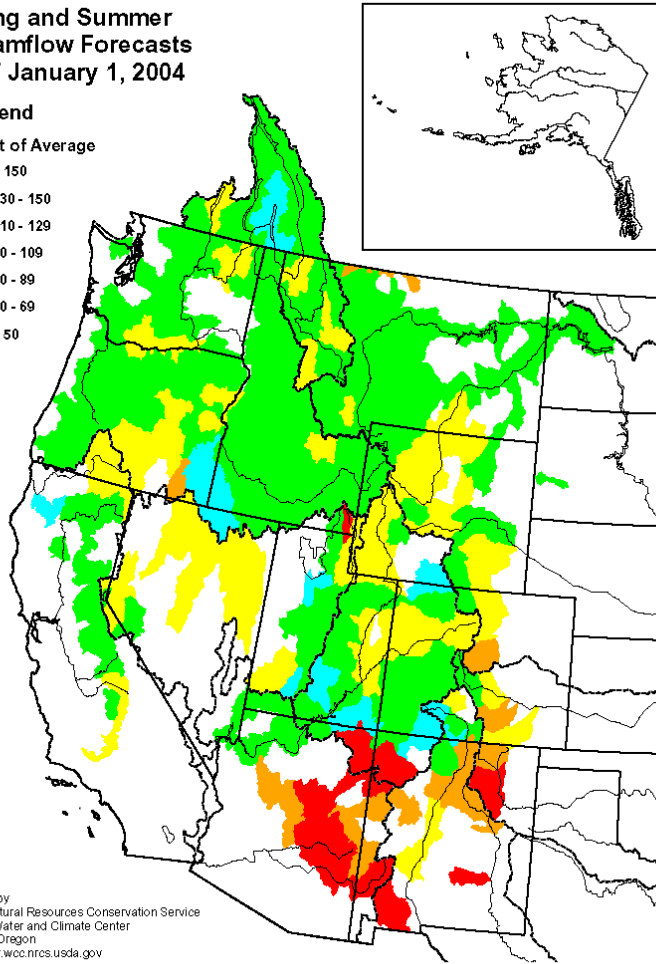 ng and Summer
amflow Forecasts
January 1, 2004
end
t of Average
150
30 - 150
10 - 129
0 - 109
0 - 89
0 - 69
50
by
tural Resources Conservation Service
Water and Climate Center
Oregon
.wcc.nrcs.usda.gov